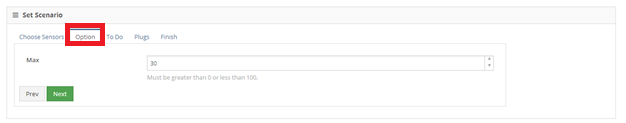 Set Scenario
Choose Sensors Option To Do Plugs Finish
Max 30
Must be greater than 0 or less than 100.
Prev Next